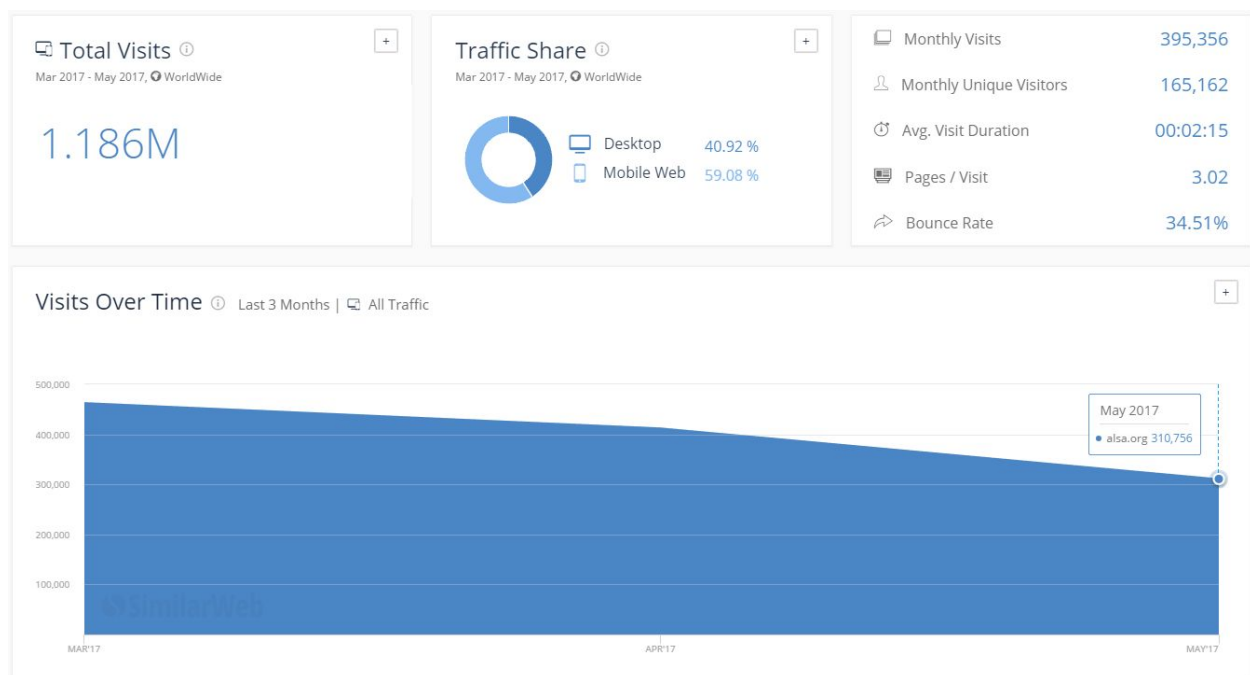 Total Visits
Mar 2017 - May 2017, WorldWide
1.186M
Traffic Share
Mar 2017 - May 2017, WorldWide
Desktop 40.92 %
Mobile Web 59.08 %
Monthly Visits 395,356
Monthly Unique Visitors 165,162
Avg. Visit Duration 00:02:15
Pages / Visit 3.02
Bounce Rate 34.51%
Visits Over Time Last 3 Months | All Traffic
500,000
400,000
300,000
200,000
100,000
May 2017
alsa.org 310,756
SimilarWeb
MAR'17 APR'17 MAY'17